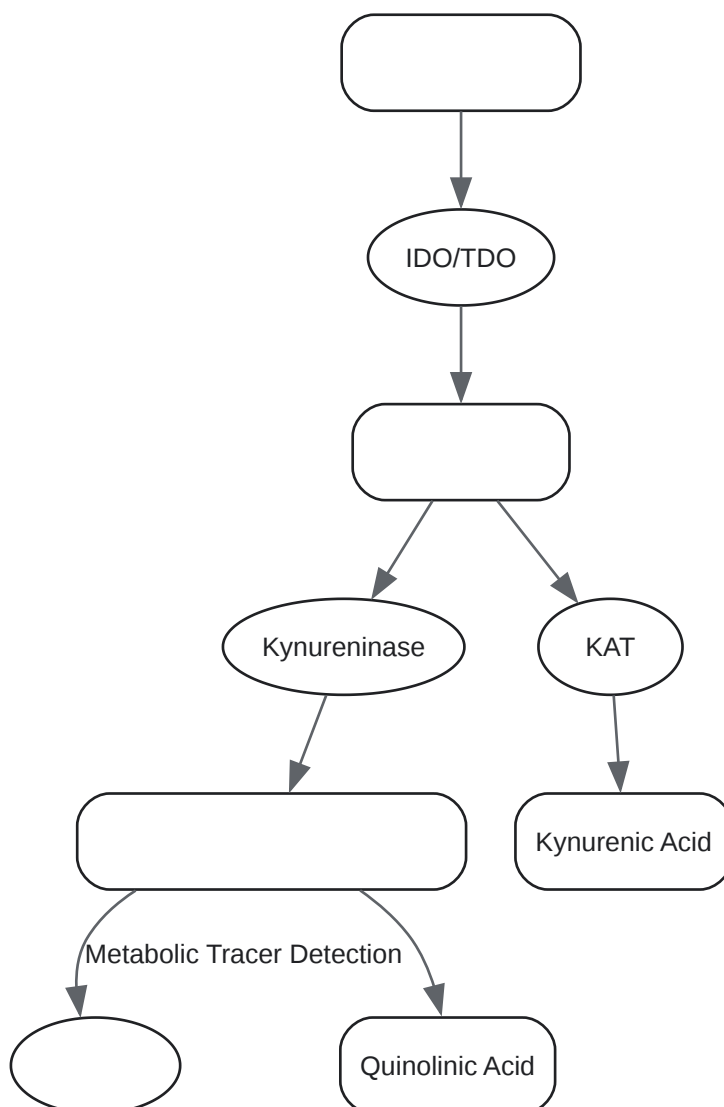 IDO/TDO
Kynureninase
KAT
Kynurenic Acid
Metabolic Tracer Detection
Quinolinic Acid